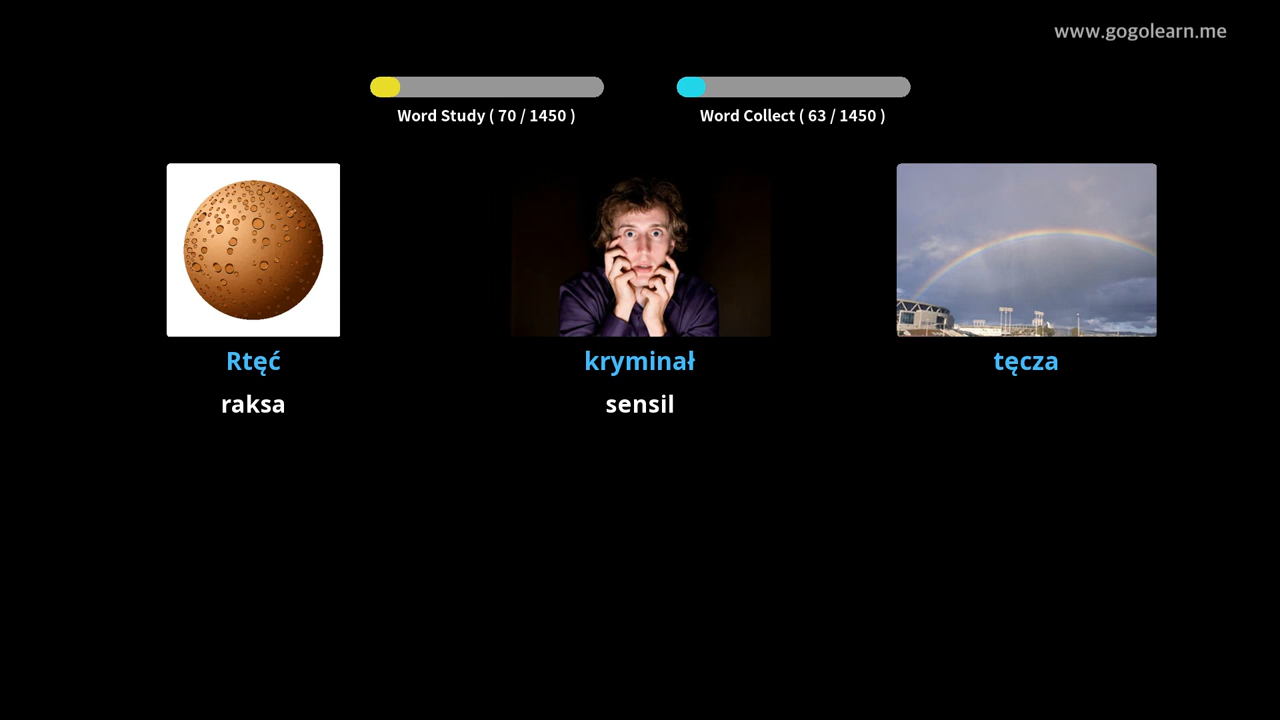 www.gogolearn.me
Word Study ( 70 / 1450 )
Word Collect ( 63 / 1450 )
Rtęć
kryminał
tęcza
raksa
sensil